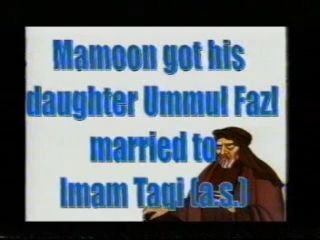 Mamoon got his
daughter Ummul Fazl
married to
Imam Taqi (a.s.)